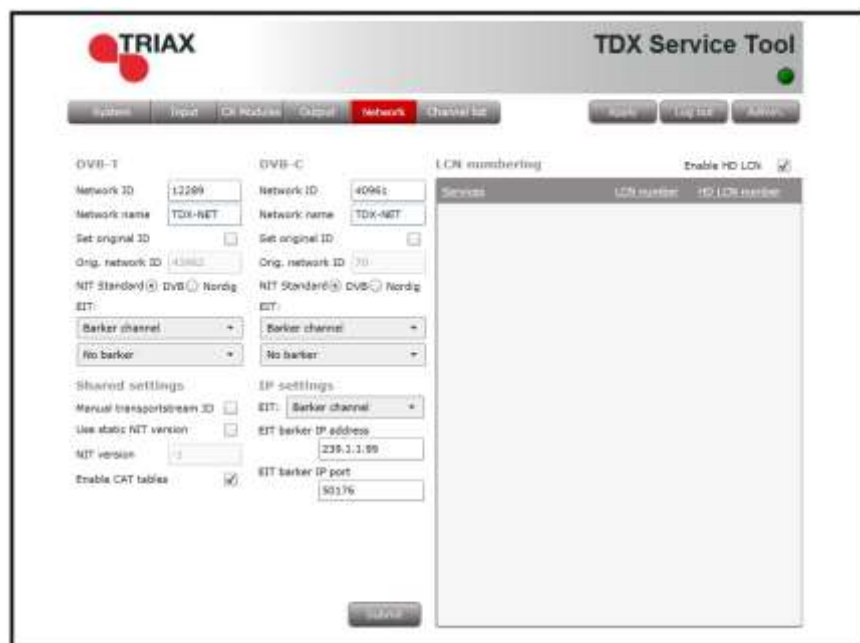 TRIAX
TDX Service Tool
System Input CA Modules Output Network Channel list Apply Log out Admin.
DVB-T
Network ID 12289
Network name TDX-NET
Set original ID
Orig. network ID
NIT Standard DVB Nordig
EIT:
Barker channel
No barker
Shared settings
Manual transportstream ID
Use static NIT version
NIT version -1
Enable CAT tables
DVB-C
Network ID 40961
Network name TDX-NET
Set original ID
Orig. network ID 70
NIT Standard DVB Nordig
EIT:
Barker channel
No barker
IP settings
EIT: Barker channel
EIT barker IP address
239.1.1.99
EIT barker IP port
50176
Submit
LCN numbering
Enable HD LCN
Services LCN number HD LCN number